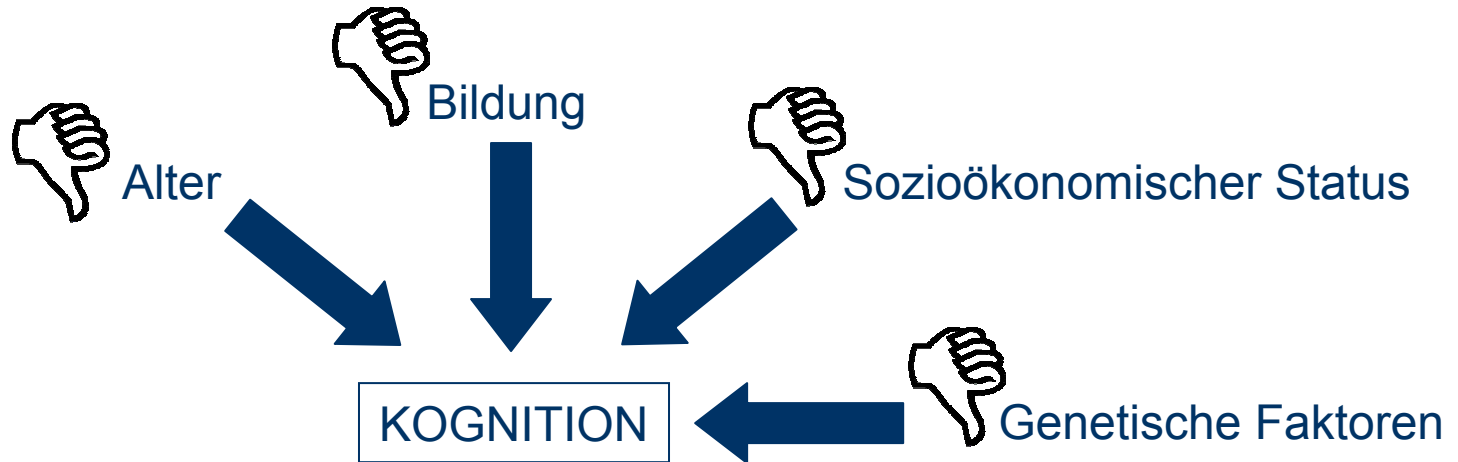 Bildung
Alter
Sozioökonomischer Status
KOGNITION
Genetische Faktoren